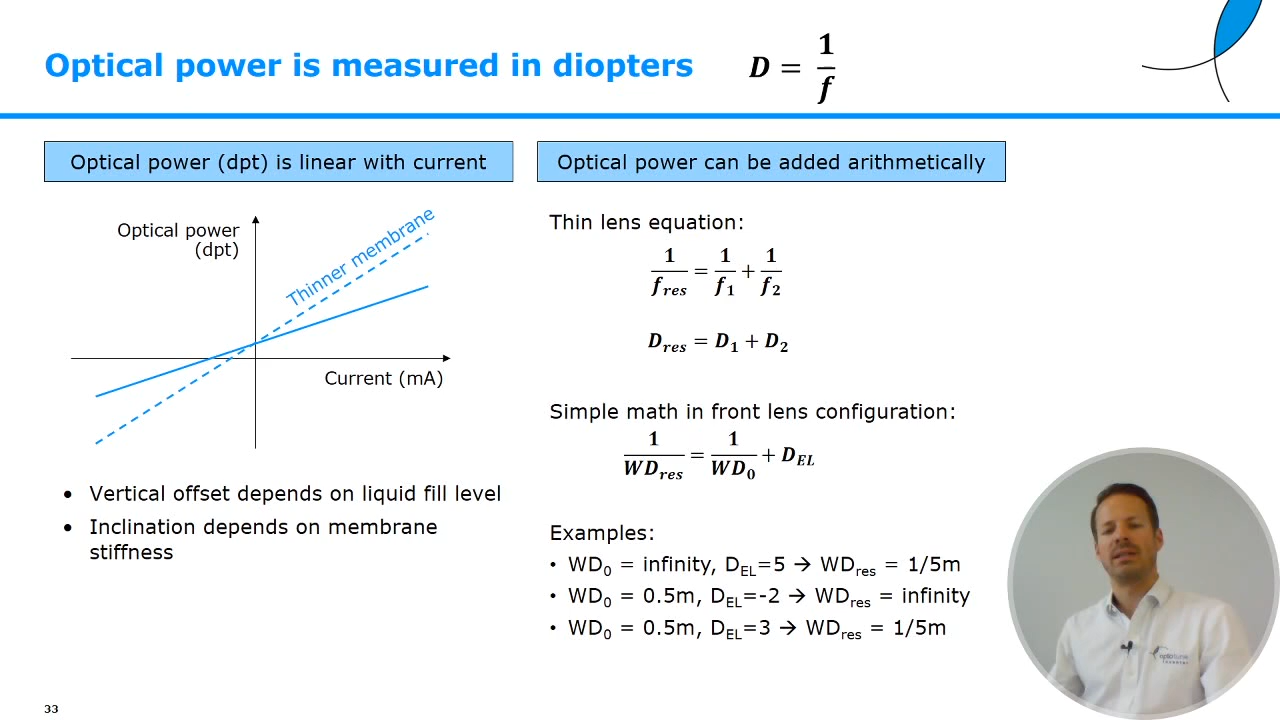 Optical power is measured in diopters
D = 1/f
Optical power (dpt) is linear with current
Optical power
(dpt)
Thinner membrane
Current (mA)
• Vertical offset depends on liquid fill level
• Inclination depends on membrane
stiffness
Optical power can be added arithmetically
Thin lens equation:
1/f_res = 1/f_1 + 1/f_2
D_res = D_1 + D_2
Simple math in front lens configuration:
1/WD_res = 1/WD_0 + D_EL
Examples:
• WD_0 = infinity, D_EL=5 → WD_res = 1/5m
• WD_0 = 0.5m, D_EL=-2 → WD_res = infinity
• WD_0 = 0.5m, D_EL=3 → WD_res = 1/5m
33